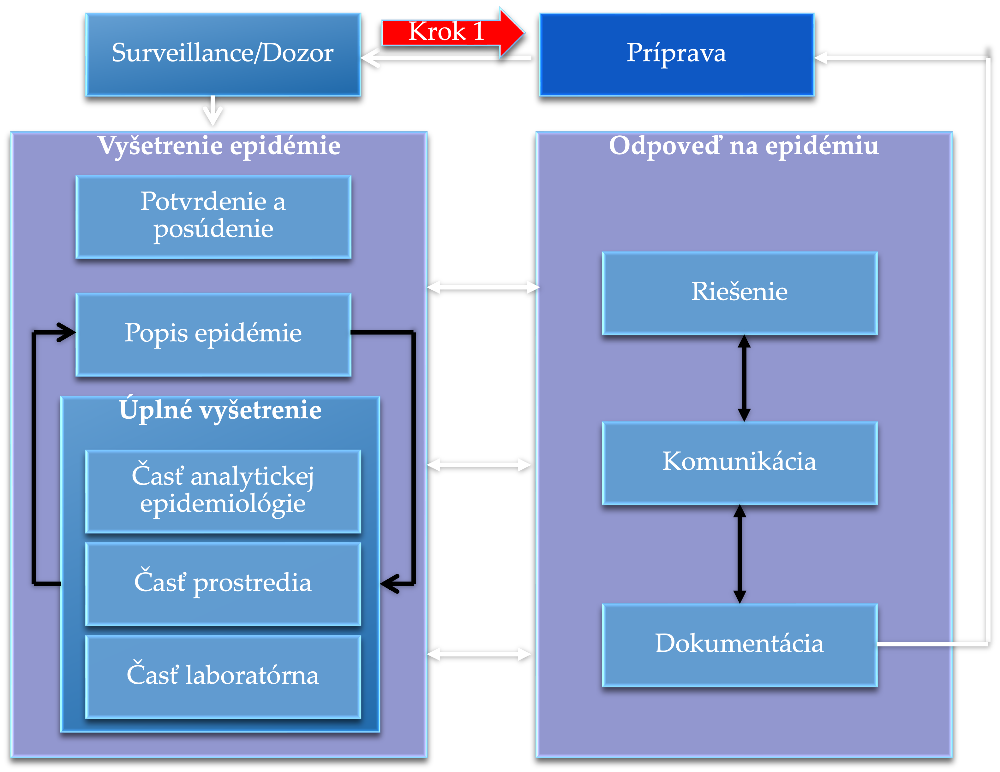 Surveillance/Dozor
Krok 1
Príprava
Vyšetrenie epidémie
Potvrdenie a
posúdenie
Popis epidémie
Úplné vyšetrenie
Časť analytickej
epidemiológie
Časť prostredia
Časť laboratórna
Odpoveď na epidémiu
Riešenie
Komunikácia
Dokumentácia